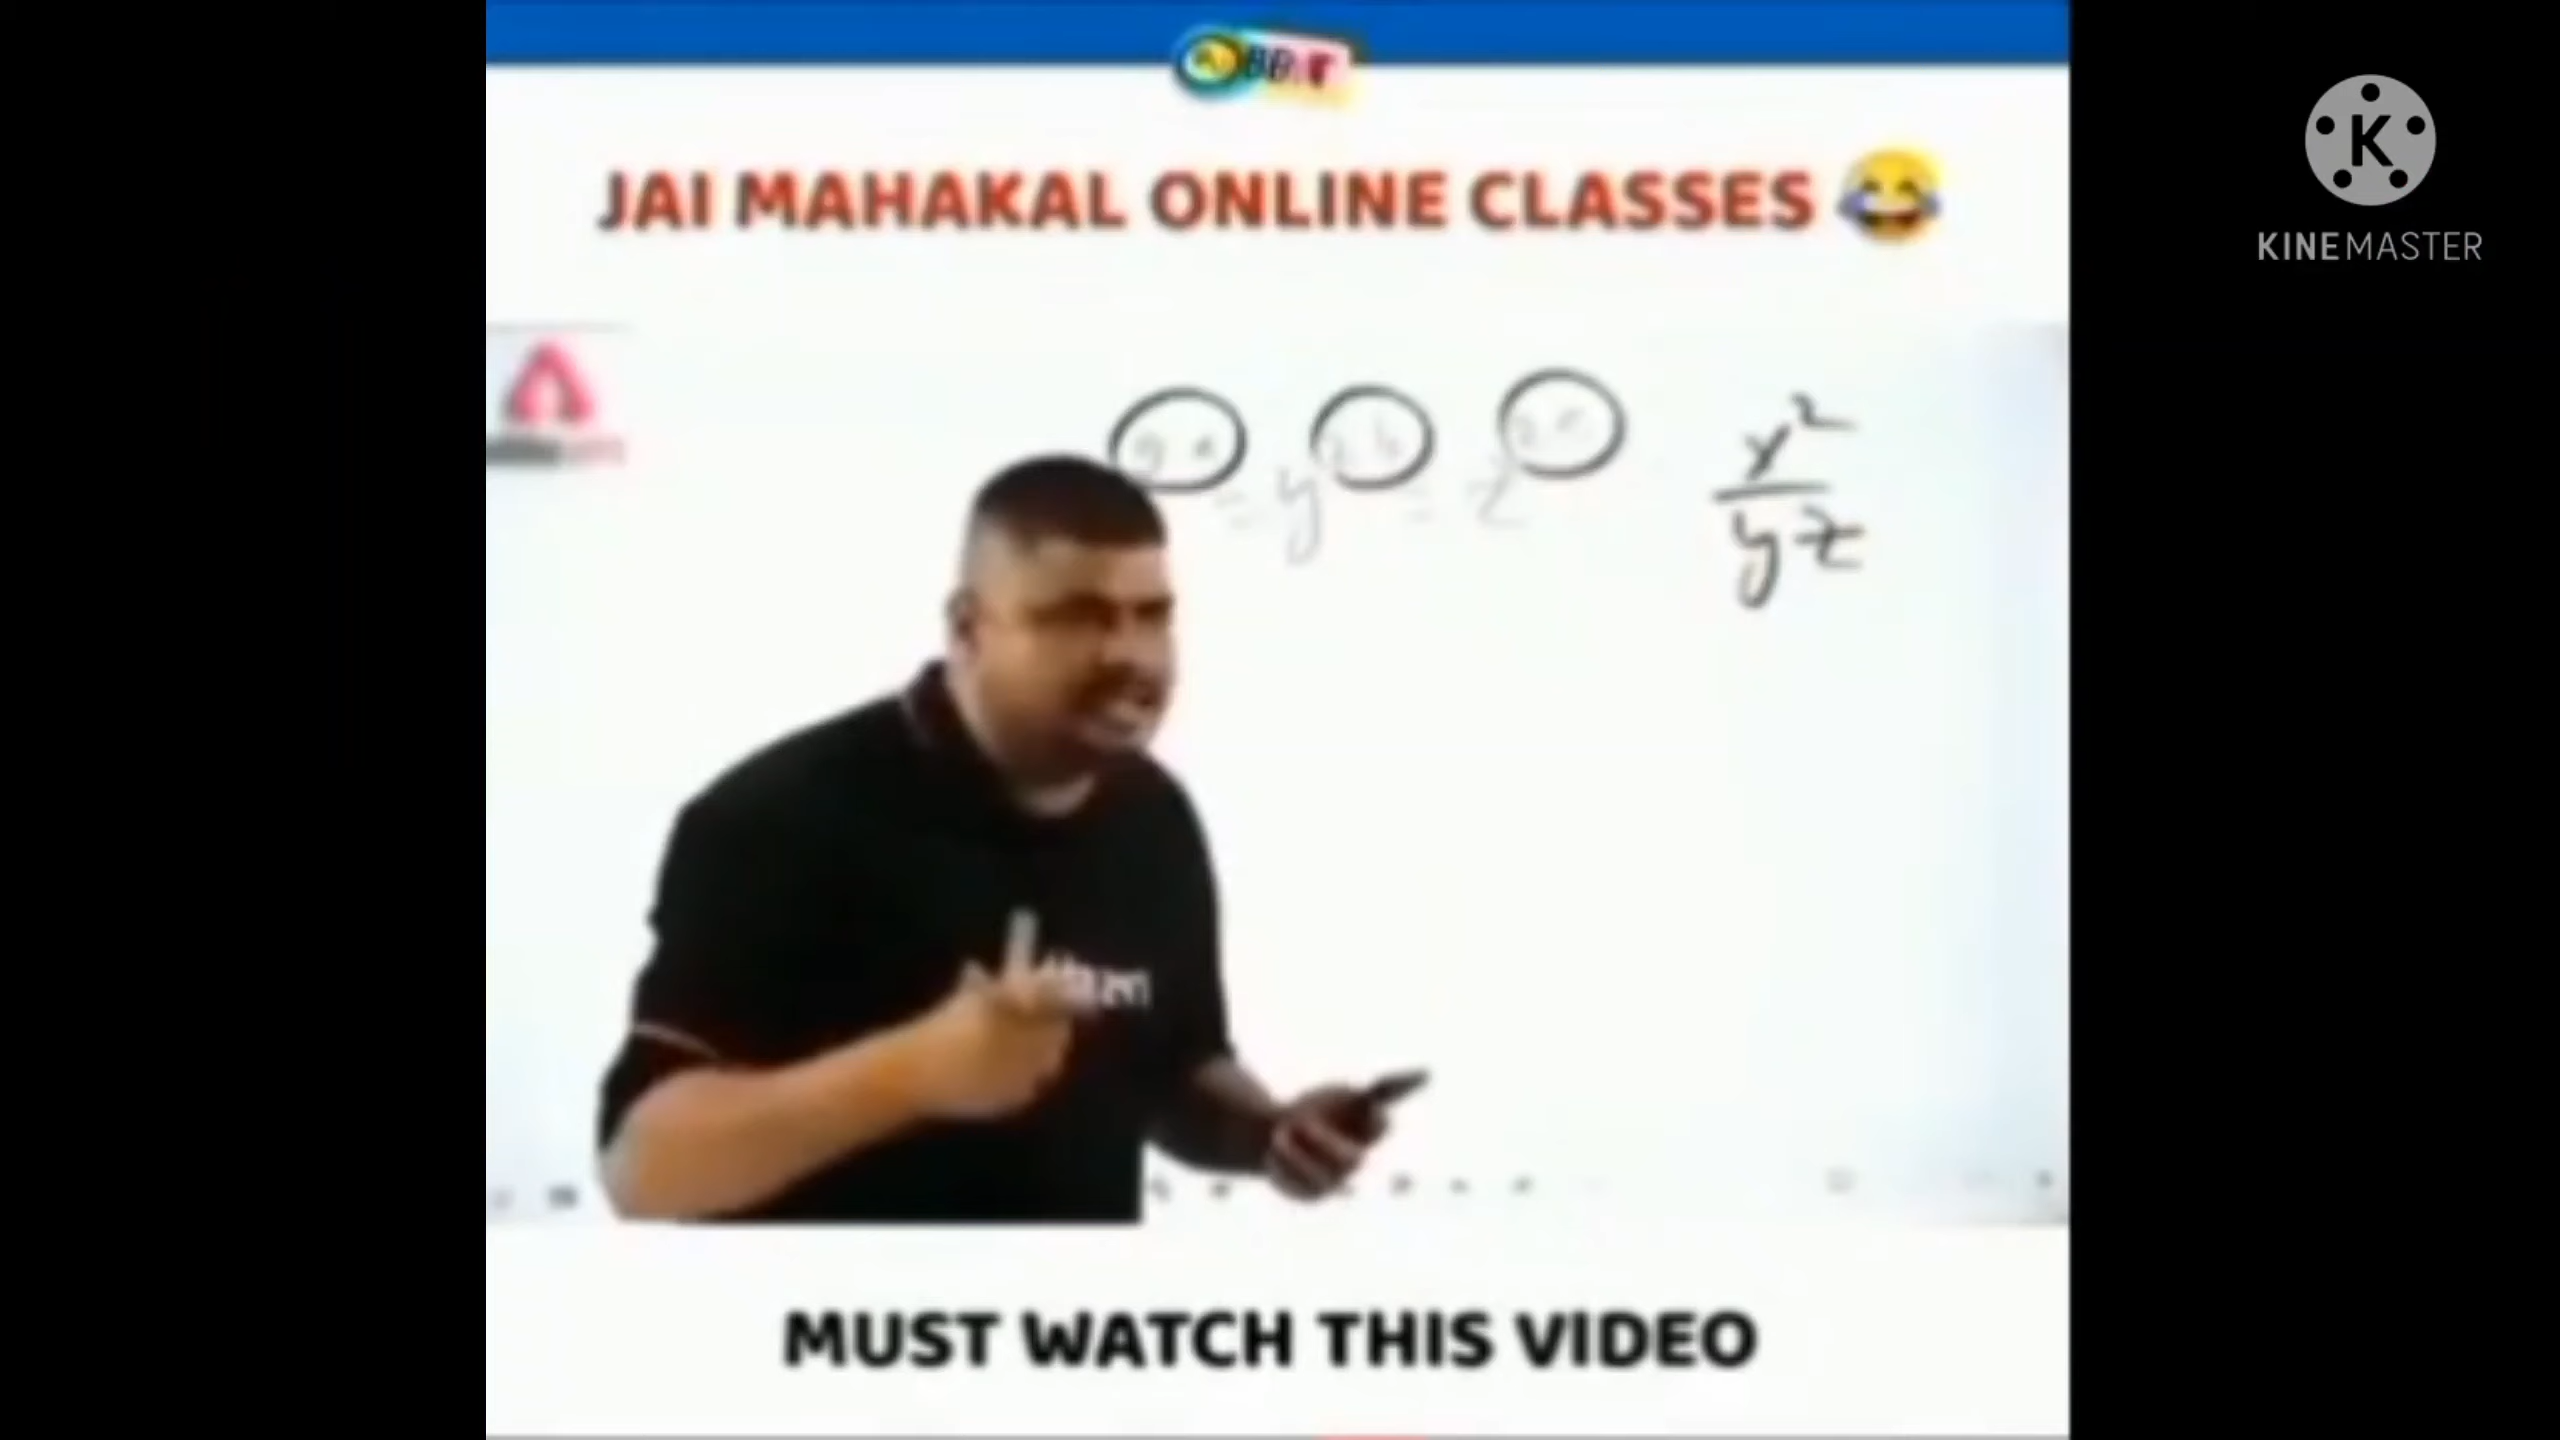 JAI MAHAKAL ONLINE CLASSES 😂
K
KINEMASTER
= y = z
x²
yz
MUST WATCH THIS VIDEO